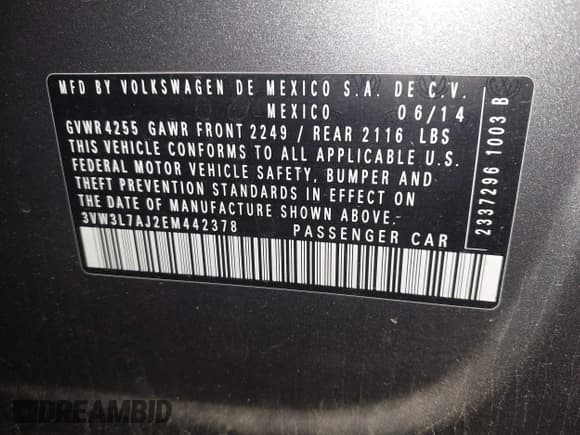 MFD BY VOLKSWAGEN DE MEXICO S.A. DE C.V.
MEXICO 06/14
GVWR 4255 GAWR FRONT 2249 / REAR 2116 LBS
THIS VEHICLE CONFORMS TO ALL APPLICABLE U.S.
FEDERAL MOTOR VEHICLE SAFETY, BUMPER AND
THEFT PREVENTION STANDARDS IN EFFECT ON
THE DATE OF MANUFACTURE SHOWN ABOVE.
3VW3L7AJ2EM442378 PASSENGER CAR
2337296 1003 B
DREAMBID